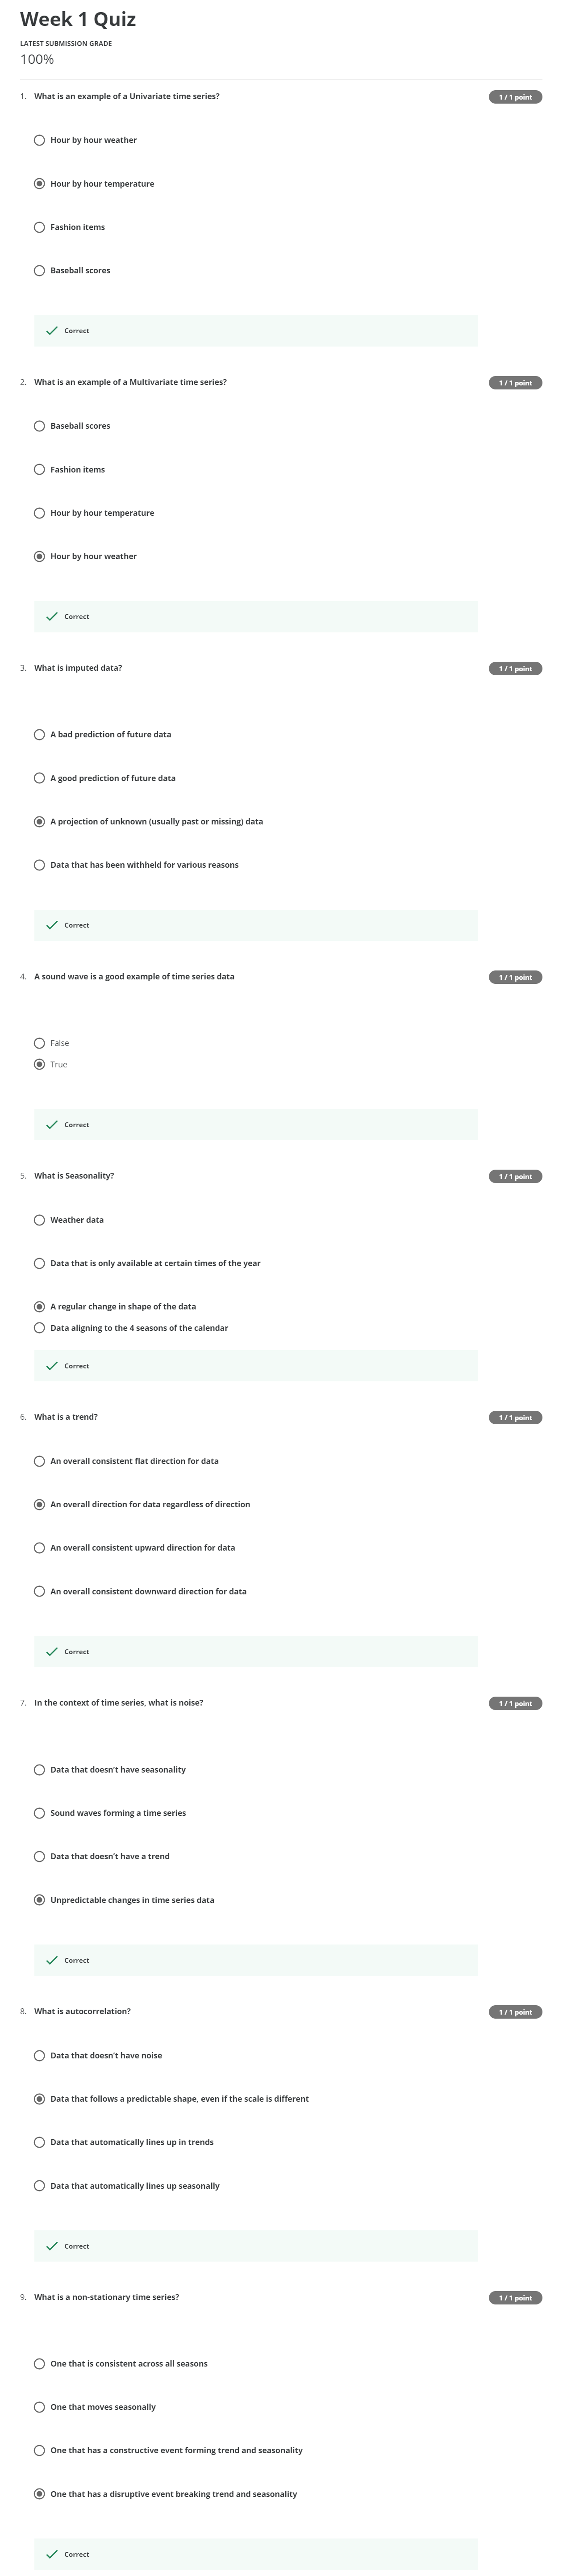 Week 1 Quiz
LATEST SUBMISSION GRADE
100%
1. What is an example of a Univariate time series? 1 / 1 point
Hour by hour weather
Hour by hour temperature
Fashion items
Baseball scores
Correct
2. What is an example of a Multivariate time series? 1 / 1 point
Baseball scores
Fashion items
Hour by hour temperature
Hour by hour weather
Correct
3. What is imputed data? 1 / 1 point
A bad prediction of future data
A good prediction of future data
A projection of unknown (usually past or missing) data
Data that has been withheld for various reasons
Correct
4. A sound wave is a good example of time series data 1 / 1 point
False
True
Correct
5. What is Seasonality? 1 / 1 point
Weather data
Data that is only available at certain times of the year
A regular change in shape of the data
Data aligning to the 4 seasons of the calendar
Correct
6. What is a trend? 1 / 1 point
An overall consistent flat direction for data
An overall direction for data regardless of direction
An overall consistent upward direction for data
An overall consistent downward direction for data
Correct
7. In the context of time series, what is noise? 1 / 1 point
Data that doesn’t have seasonality
Sound waves forming a time series
Data that doesn’t have a trend
Unpredictable changes in time series data
Correct
8. What is autocorrelation? 1 / 1 point
Data that doesn’t have noise
Data that follows a predictable shape, even if the scale is different
Data that automatically lines up in trends
Data that automatically lines up seasonally
Correct
9. What is a non-stationary time series? 1 / 1 point
One that is consistent across all seasons
One that moves seasonally
One that has a constructive event forming trend and seasonality
One that has a disruptive event breaking trend and seasonality
Correct